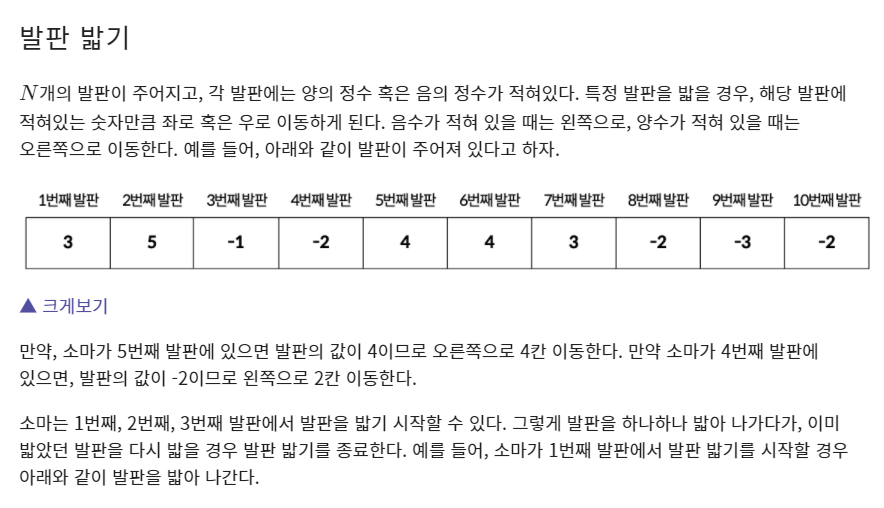 발판 밟기
N개의 발판이 주어지고, 각 발판에는 양의 정수 혹은 음의 정수가 적혀있다. 특정 발판을 밟을 경우, 해당 발판에
적혀있는 숫자만큼 좌로 혹은 우로 이동하게 된다. 음수가 적혀 있을 때는 왼쪽으로, 양수가 적혀 있을 때는
오른쪽으로 이동한다. 예를 들어, 아래와 같이 발판이 주어져 있다고 하자.
1번째 발판 2번째 발판 3번째 발판 4번째 발판 5번째 발판 6번째 발판 7번째 발판 8번째 발판 9번째 발판 10번째 발판
3 5 -1 -2 4 4 3 -2 -3 -2
▲ 크게보기
만약, 소마가 5번째 발판에 있으면 발판의 값이 4이므로 오른쪽으로 4칸 이동한다. 만약 소마가 4번째 발판에
있으면, 발판의 값이 -2이므로 왼쪽으로 2칸 이동한다.
소마는 1번째, 2번째, 3번째 발판에서 발판을 밟기 시작할 수 있다. 그렇게 발판을 하나하나 밟아 나가다가, 이미
밟았던 발판을 다시 밟을 경우 발판 밟기를 종료한다. 예를 들어, 소마가 1번째 발판에서 발판 밟기를 시작할 경우
아래와 같이 발판을 밟아 나간다.